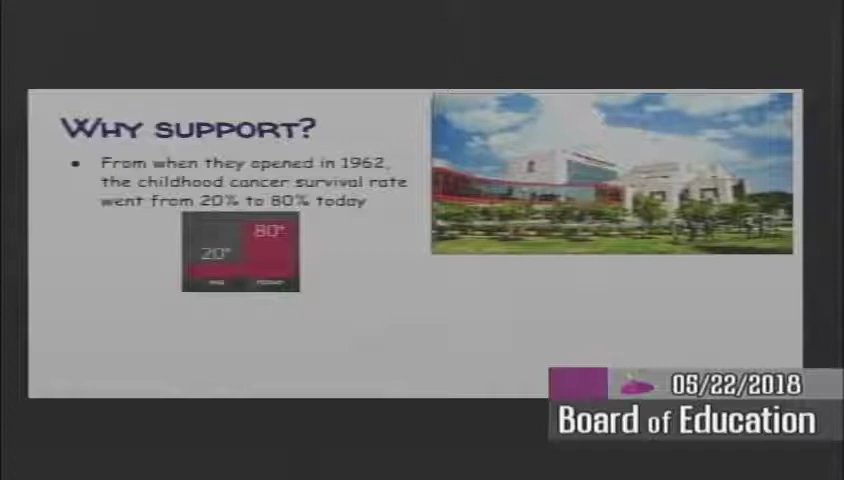 WHY SUPPORT?
• From when they opened in 1962,
the childhood cancer survival rate
went from 20% to 80% today
80%
20%
TODAY
05/22/2018
Board of Education